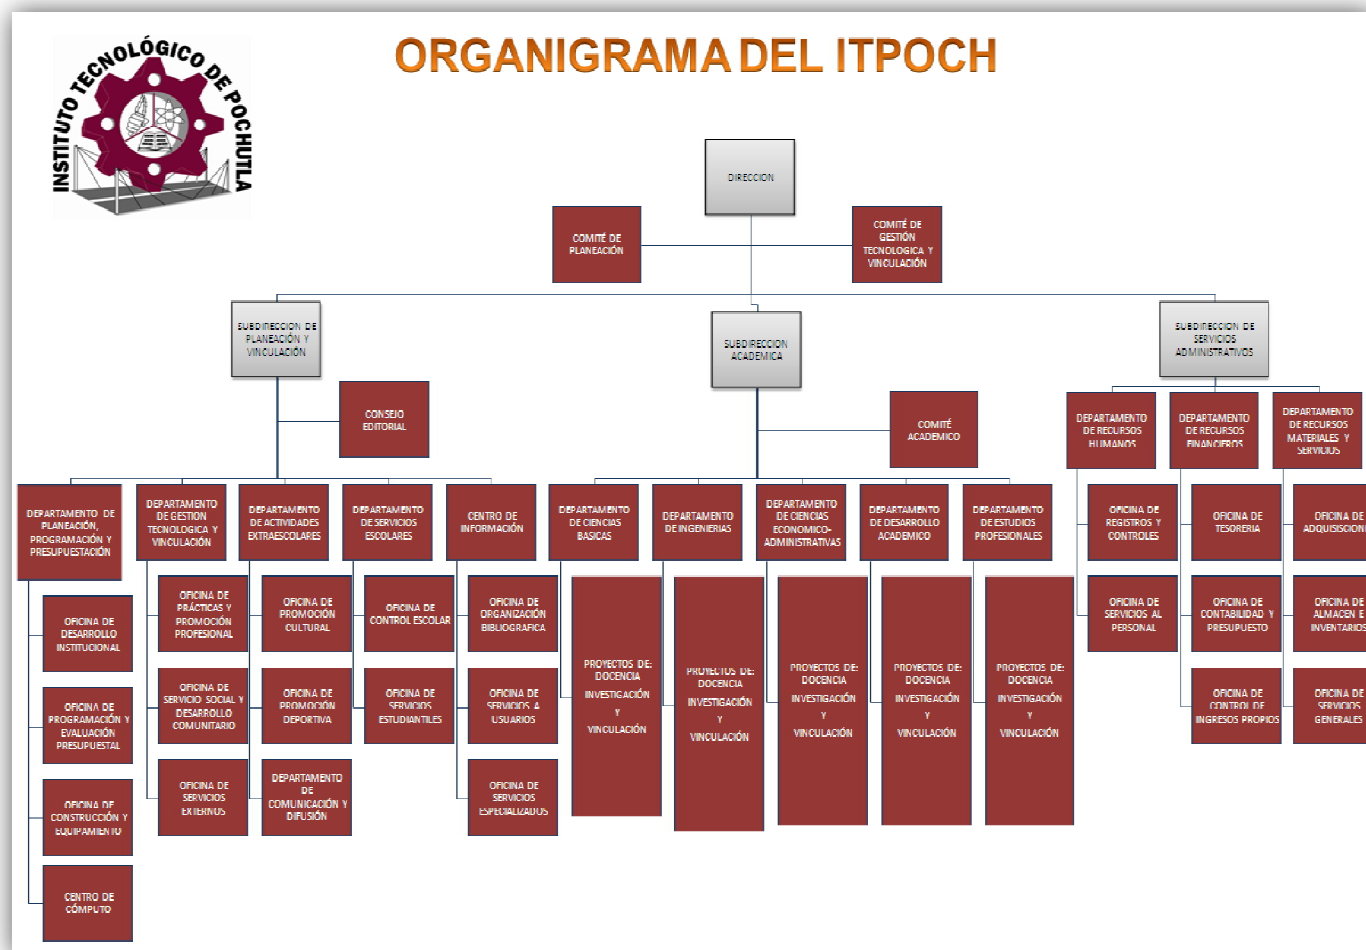 INSTITUTO TECNOLÓGICO DE POCHUTLA
ORGANIGRAMA DEL ITPOCH
DIRECCION
COMITÉ DE
PLANEACIÓN
COMITÉ DE
GESTIÓN
TECNOLOGICA Y
VINCULACIÓN
SUBDIRECCION DE
PLANEACIÓN Y
VINCULACIÓN
SUBDIRECCION
ACADEMICA
SUBDIRECCION DE
SERVICIOS
ADMINISTRATIVOS
CONSEJO
EDITORIAL
COMITÉ
ACADEMICO
DEPARTAMENTO
DE RECURSOS
HUMANOS
DEPARTAMENTO
DE RECURSOS
FINANCIEROS
DEPARTAMENTO
DE RECURSOS
MATERIALES Y
SERVICIOS
DEPARTAMENTO DE
PLANEACIÓN,
PROGRAMACIÓN Y
PRESUPUESTACIÓN
DEPARTAMENTO
DE GESTION
TECNOLOGICA Y
VINCULACIÓN
DEPARTAMENTO
DE ACTIVIDADES
EXTRAESCOLARES
DEPARTAMENTO
DE SERVICIOS
ESCOLARES
CENTRO DE
INFORMACIÓN
DEPARTAMENTO
DE CIENCIAS
BASICAS
DEPARTAMENTO
DE INGENIERIAS
DEPARTAMENTO
DE CIENCIAS
ECONOMICO-
ADMINISTRATIVAS
DEPARTAMENTO
DE DESARROLLO
ACADEMICO
DEPARTAMENTO
DE ESTUDIOS
PROFESIONALES
OFICINA DE
REGISTROS Y
CONTROLES
OFICINA DE
TESORERIA
OFICINA DE
ADQUISISCIONE
OFICINA DE
DESARROLLO
INSTITUCIONAL
OFICINA DE
PRÁCTICAS Y
PROMOCIÓN
PROFESIONAL
OFICINA DE
PROMOCIÓN
CULTURAL
OFICINA DE
CONTROL ESCOLAR
OFICINA DE
ORGANIZACIÓN
BIBLIOGRAFICA
OFICINA DE
SERVICIOS AL
PERSONAL
OFICINA DE
CONTABILIDAD Y
PRESUPUESTO
OFICINA DE
ALMACEN E
INVENTARIOS
OFICINA DE
PROGRAMACIÓN Y
EVALUACIÓN
PRESUPUESTAL
OFICINA DE
SERVICIO SOCIAL Y
DESARROLLO
COMUNITARIO
OFICINA DE
PROMOCIÓN
DEPORTIVA
OFICINA DE
SERVICIOS
ESTUDIANTILES
OFICINA DE
SERVICIOS A
USUARIOS
PROYECTOS DE:
DOCENCIA
INVESTIGACIÓN
Y
VINCULACIÓN
PROYECTOS DE:
DOCENCIA
INVESTIGACIÓN
Y
VINCULACIÓN
PROYECTOS DE:
DOCENCIA
INVESTIGACIÓN
Y
VINCULACIÓN
PROYECTOS DE:
DOCENCIA
INVESTIGACIÓN
Y
VINCULACIÓN
PROYECTOS DE:
DOCENCIA
INVESTIGACIÓN
Y
VINCULACIÓN
OFICINA DE
CONTROL DE
INGRESOS PROPIOS
OFICINA DE
SERVICIOS
GENERALES
OFICINA DE
CONSTRUCCIÓN Y
EQUIPAMIENTO
OFICINA DE
SERVICIOS
EXTERNOS
DEPARTAMENTO
DE
COMUNICACIÓN Y
DIFUSIÓN
OFICINA DE
SERVICIOS
ESPECIALIZADOS
CENTRO DE
CÓMPUTO